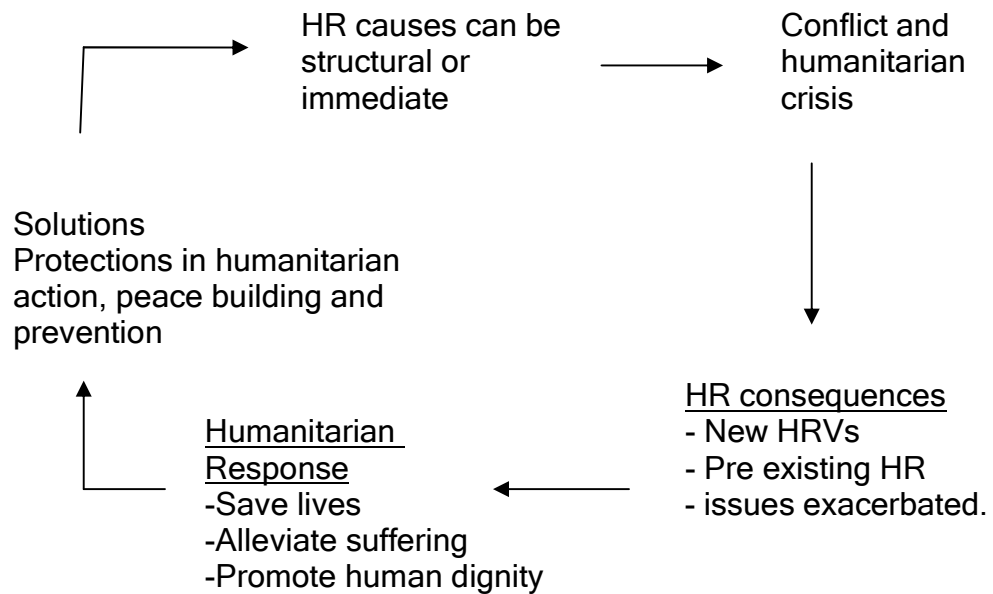 HR causes can be
structural or
immediate
Conflict and
humanitarian
crisis
Solutions
Protections in humanitarian
action, peace building and
prevention
HR consequences
- New HRVs
- Pre existing HR
- issues exacerbated.
Humanitarian
Response
-Save lives
-Alleviate suffering
-Promote human dignity